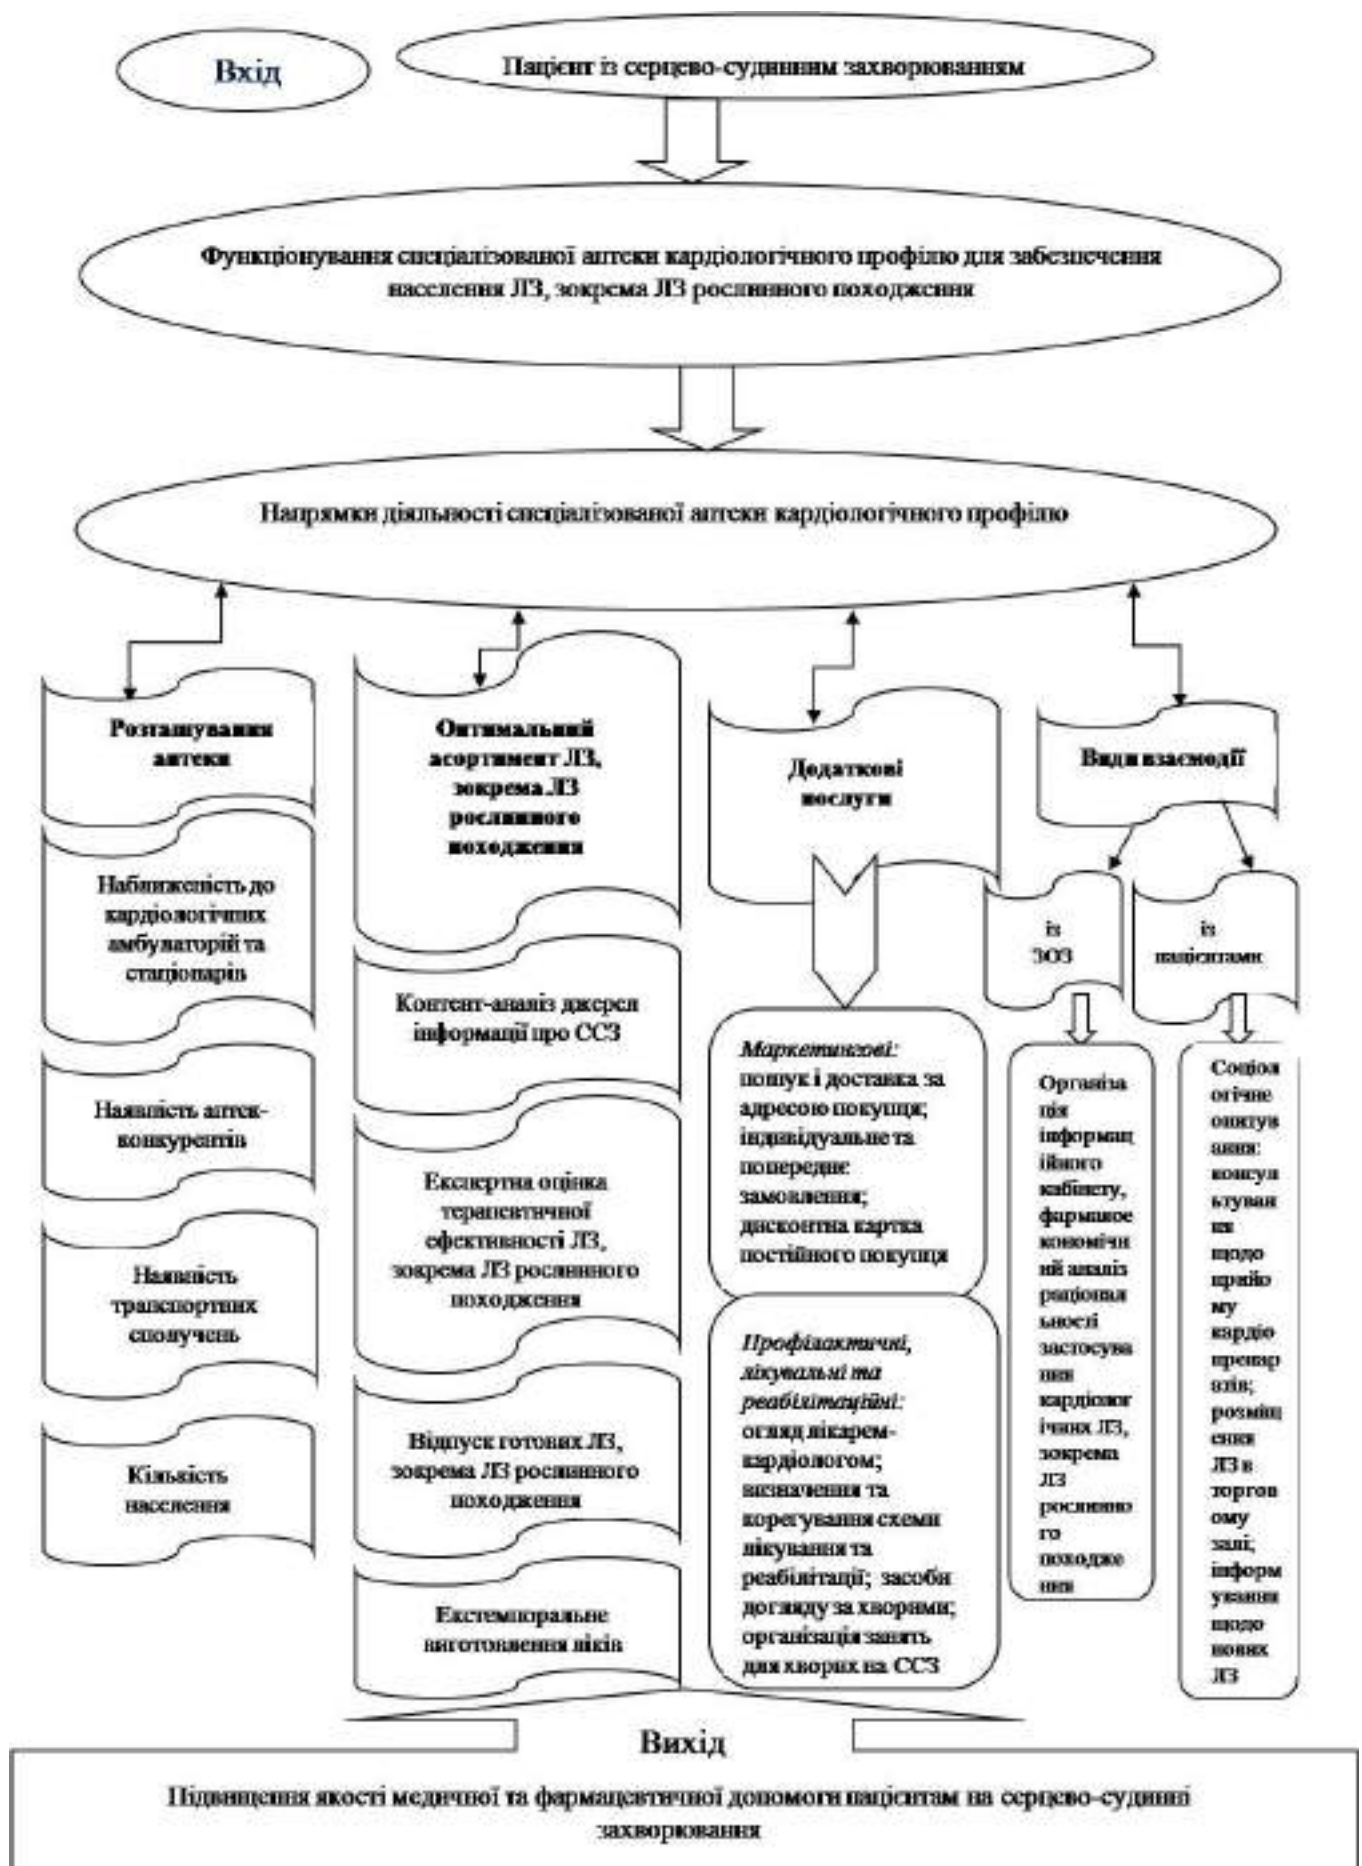 Вхід
Пацієнт із серцево-судинним захворюванням
Функціонування спеціалізованої аптеки кардіологічного профілю для забезпечення
населення ЛЗ, зокрема ЛЗ рослинного походження
Напрямки діяльності спеціалізованої аптеки кардіологічного профілю
Розташування
аптеки
Наближеність до
кардіологічних
амбулаторій та
стаціонарів
Наявність аптек-
конкурентів
Наявність
транспортних
сполучень
Кількість
населення
Оптимальний
асортимент ЛЗ,
зокрема ЛЗ
рослинного
походження
Контент-аналіз джерел
інформації про ССЗ
Експертна оцінка
терапевтичної
ефективності ЛЗ,
зокрема ЛЗ рослинного
походження
Відпуск готових ЛЗ,
зокрема ЛЗ рослинного
походження
Екстемпоральне
виготовлення ліків
Додаткові
послуги
Маркетингові:
пошук і доставка за
адресою покупця;
індивідуальне та
попереднє
замовлення;
дисконтна картка
постійного покупця
Профілактичні,
лікувальні та
реабілітаційні:
огляд лікарем-
кардіологом;
визначення та
корегування схеми
лікування та
реабілітації; засоби
догляду за хворими;
організація занять
для хворих на ССЗ
Види взаємодії
із
ЗОЗ
Організа
ція
інформац
ійного
кабінету,
фармакое
кономічн
ий аналіз
раціонал
ьності
застосува
ння
кардіолог
ічних ЛЗ,
зокрема
ЛЗ
рослинно
го
походже
ння
із
пацієнтами
Соціол
огічне
опитув
ання:
консул
ьтуван
ня
щодо
прийо
му
кардіо
препар
атів;
розміщ
ення
ЛЗ в
торгов
ому
залі;
інформ
ування
щодо
нових
ЛЗ
Вихід
Підвищення якості медичної та фармацевтичної допомоги пацієнтам на серцево-судинні
захворювання